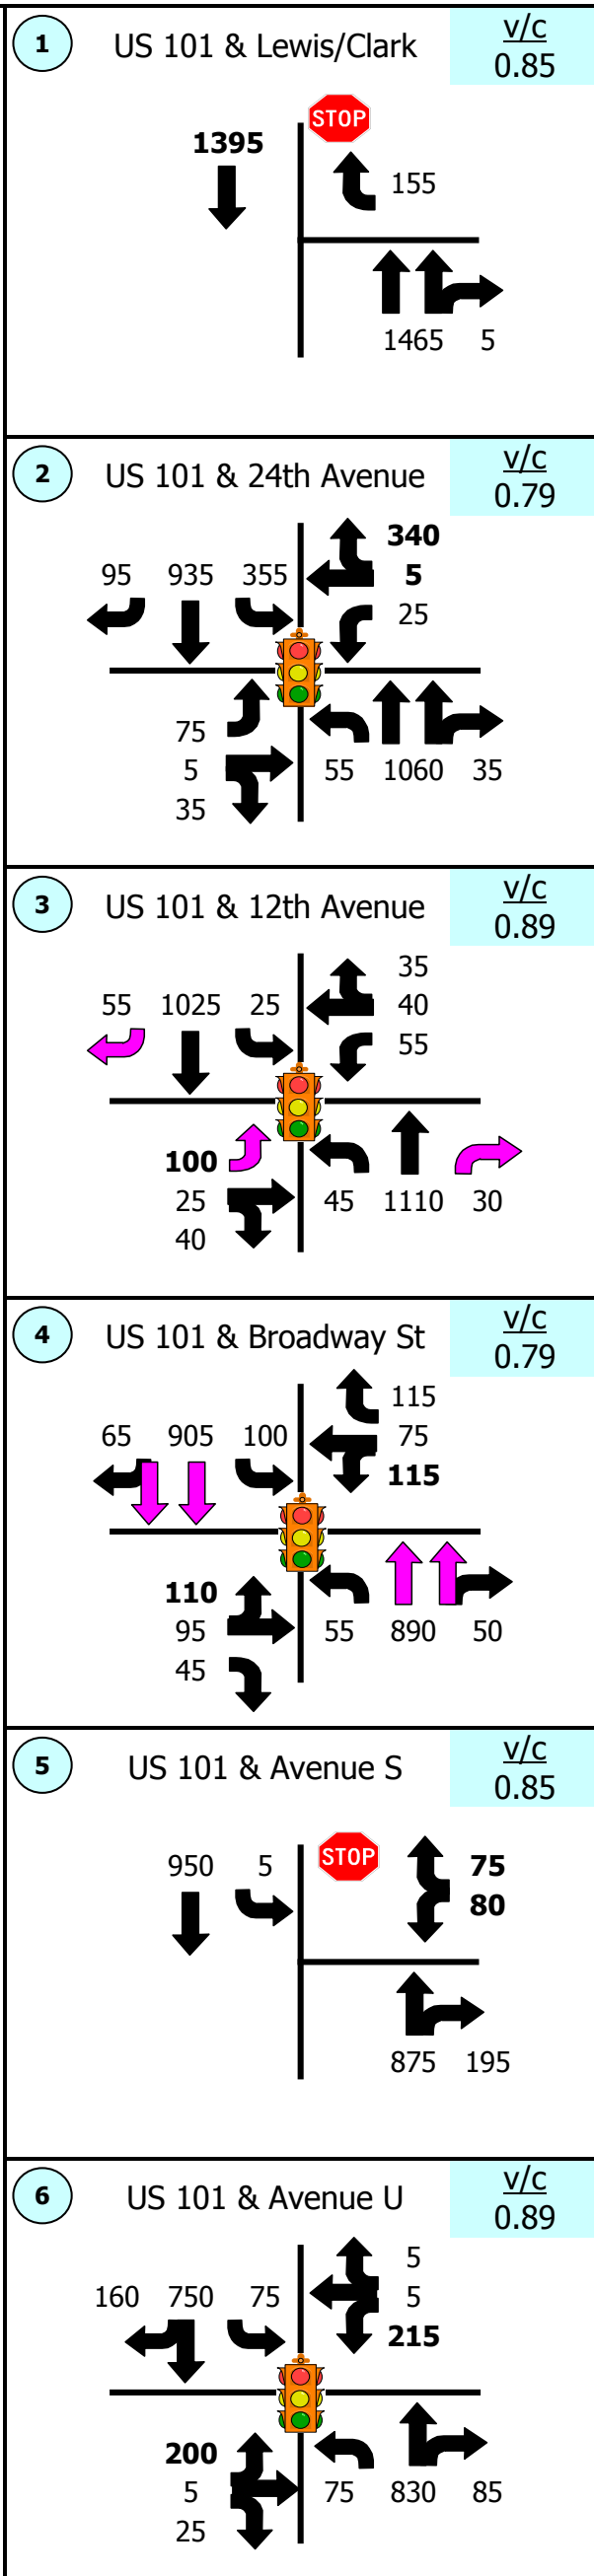 1 US 101 & Lewis/Clark v/c
0.85
STOP
1395
155
1465 5
2 US 101 & 24th Avenue v/c
0.79
340
95 935 355 5
25
75
5 55 1060 35
35
3 US 101 & 12th Avenue v/c
0.89
35
55 1025 25 40
55
100
25 45 1110 30
40
4 US 101 & Broadway St v/c
0.79
115
65 905 100 75
115
110
95 55 890 50
45
5 US 101 & Avenue S v/c
0.85
STOP
950 5 75
80
875 195
6 US 101 & Avenue U v/c
0.89
5
160 750 75 5
215
200
5 75 830 85
25